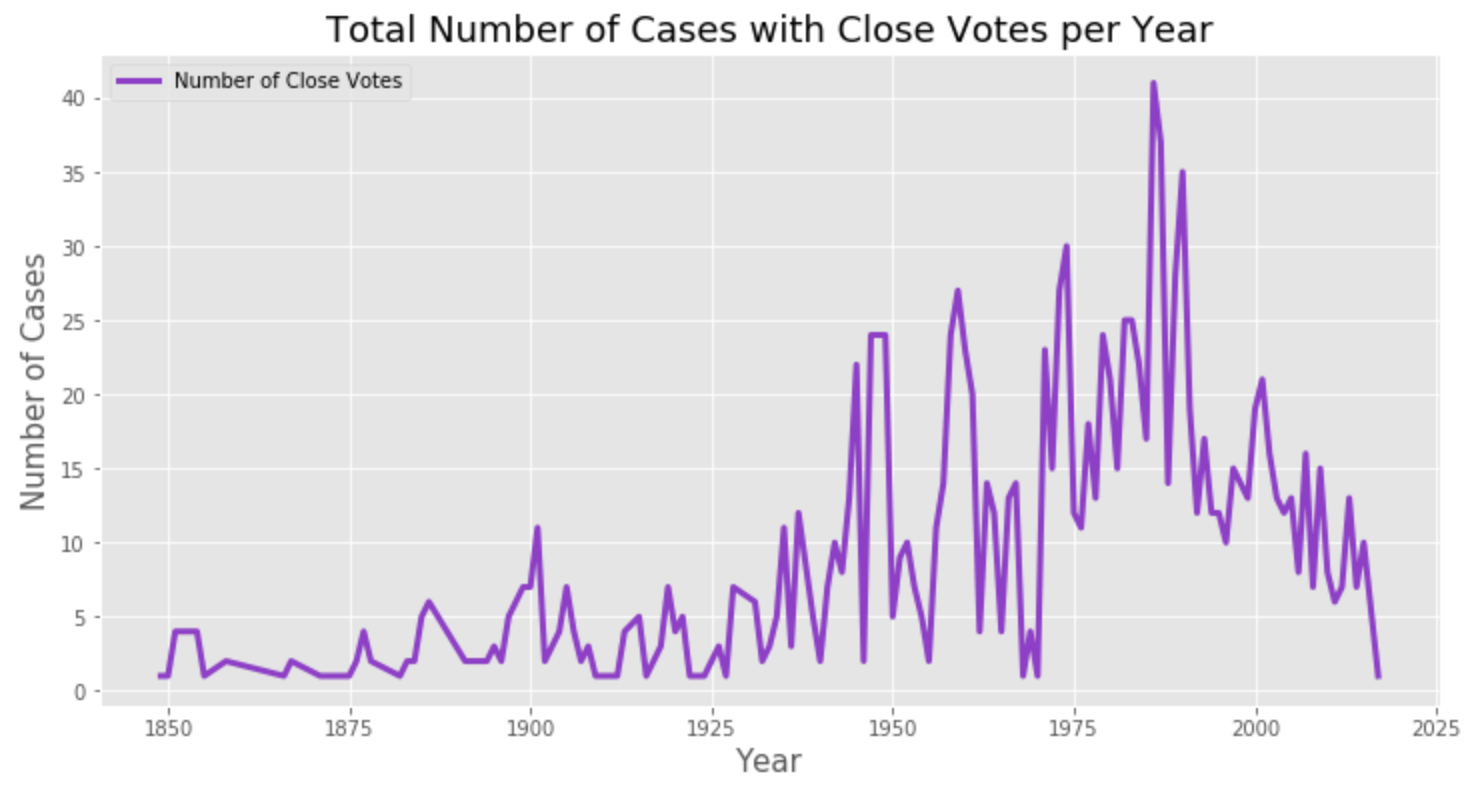 Total Number of Cases with Close Votes per Year
Number of Close Votes
40
35
30
25
20
15
10
5
0
Number of Cases
1850 1875 1900 1925 1950 1975 2000 2025
Year